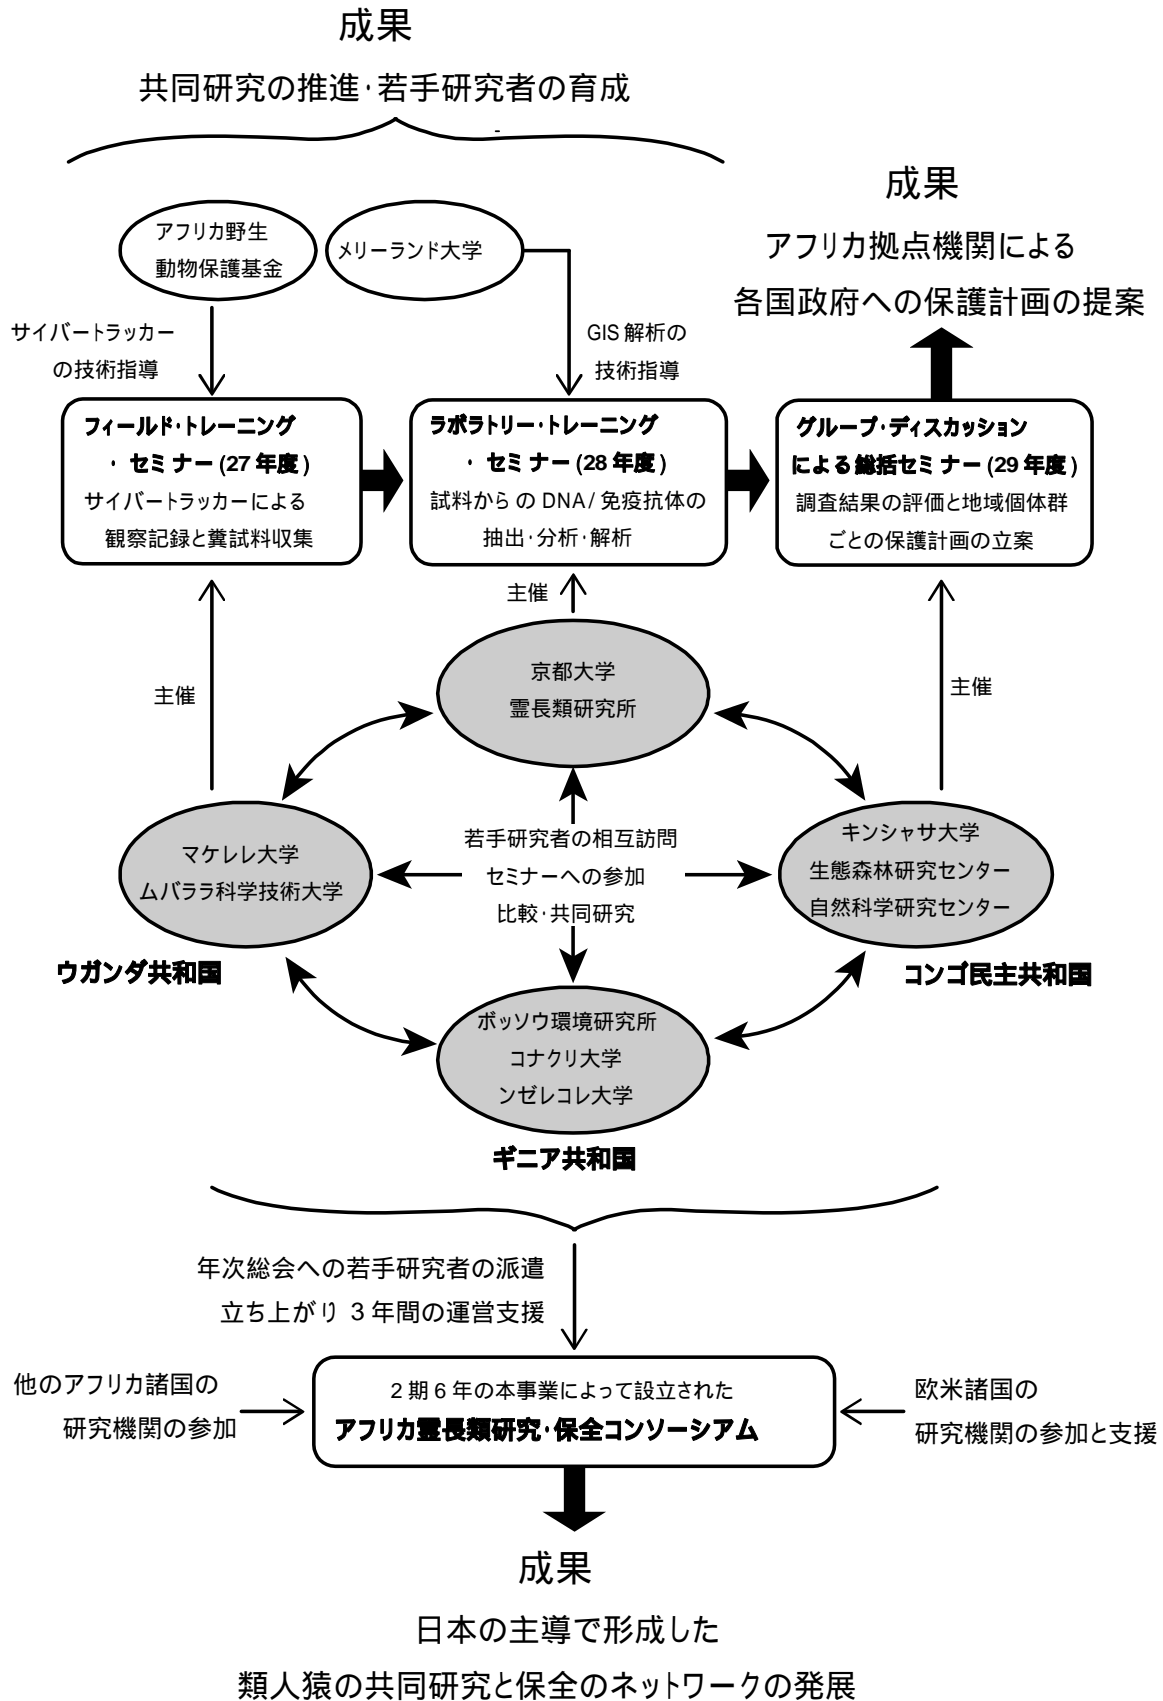 成果
共同研究の推進・若手研究者の育成
成果
アフリカ拠点機関による
各国政府への保護計画の提案
アフリカ野生
動物保護基金
メリーランド大学
サイバートラッカー
の技術指導
GIS 解析の
技術指導
フィールド・トレーニング
・セミナー (27 年度)
サイバートラッカーによる
観察記録と糞試料収集
ラボラトリー・トレーニング
・セミナー (28 年度)
試料からの DNA/ 免疫抗体の
抽出・分析・解析
グループ・ディスカッション
による総括セミナー (29 年度)
調査結果の評価と地域個体群
ごとの保護計画の立案
主催
主催
主催
京都大学
霊長類研究所
マケレレ大学
ムバララ科学技術大学
ウガンダ共和国
若手研究者の相互訪問
セミナーへの参加
比較・共同研究
キンシャサ大学
生態森林研究センター
自然科学研究センター
コンゴ民主共和国
ボッソウ環境研究所
コナクリ大学
ンゼレコレ大学
ギニア共和国
年次総会への若手研究者の派遣
立ち上がり 3 年間の運営支援
他のアフリカ諸国の
研究機関の参加
2 期 6 年の本事業によって設立された
アフリカ霊長類研究・保全コンソーシアム
欧米諸国の
研究機関の参加と支援
成果
日本の主導で形成した
類人猿の共同研究と保全のネットワークの発展